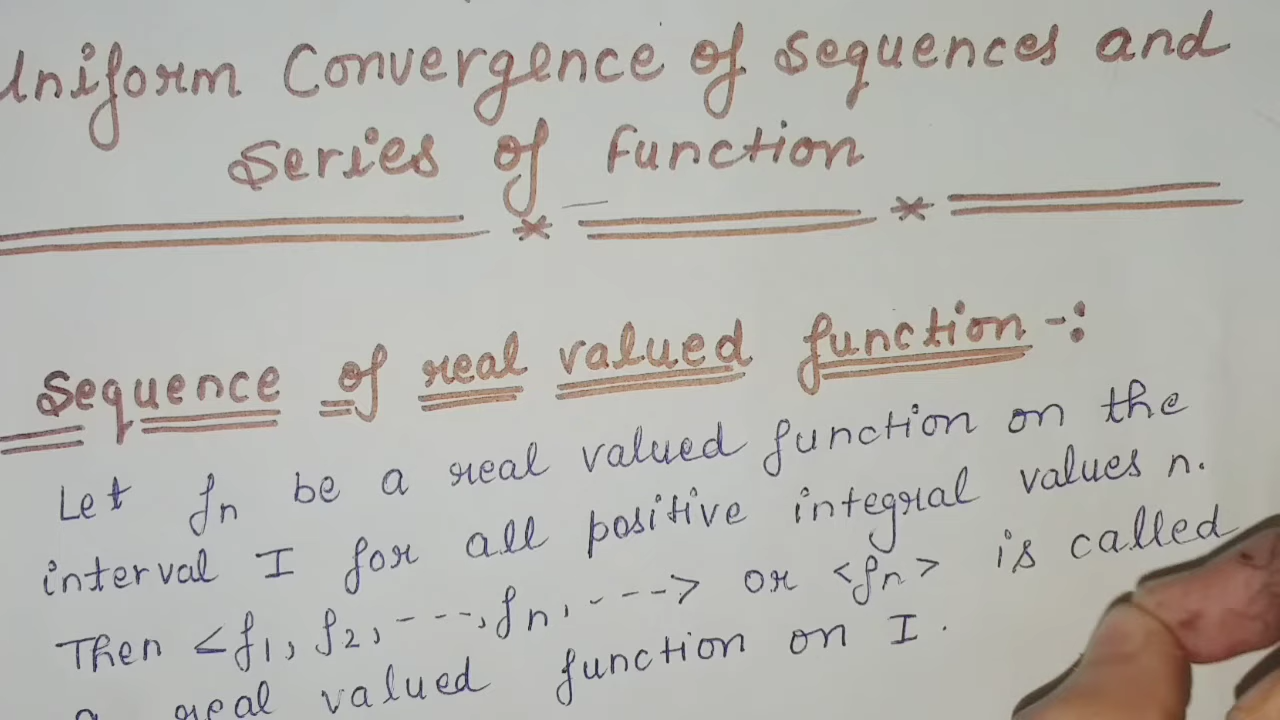 Uniform Convergence of Sequences and
Series of Function
Sequence of real valued function -:
Let fn be a real valued function on the
interval I for all positive integral values n.
Then <f1, f2, ---, fn, ----> or <fn> is called
a real valued function on I.